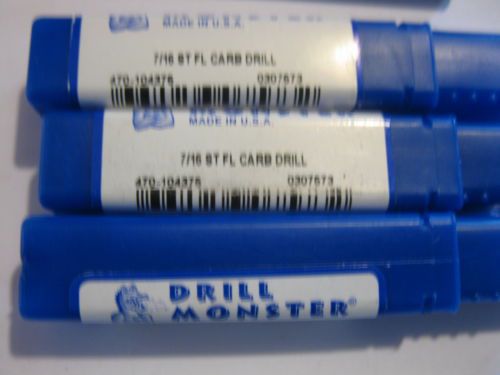 MADE IN U.S.A.
7/16 ST FL CARB DRILL
470-104375 0307573
MADE IN U.S.A.
7/16 ST FL CARB DRILL
470-104375 0307573
DRILL
MONSTER®